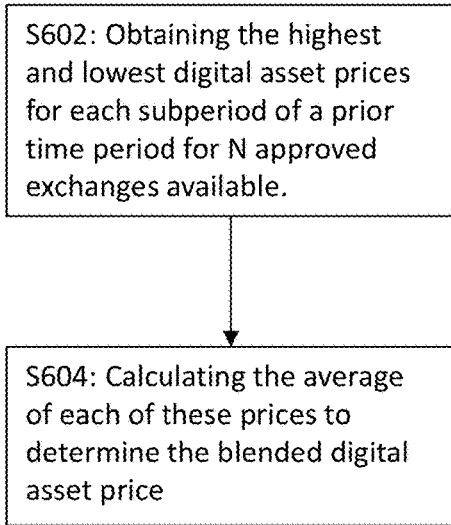 S602: Obtaining the highest
and lowest digital asset prices
for each subperiod of a prior
time period for N approved
exchanges available.
S604: Calculating the average
of each of these prices to
determine the blended digital
asset price